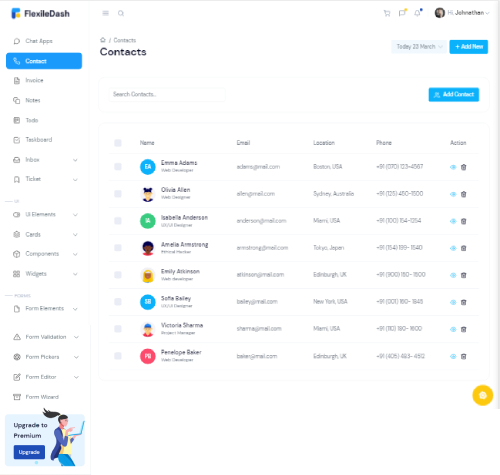 FlexileDash
Hi, Johnathan
Chat Apps
Contact
Invoice
Notes
Todo
Taskboard
Inbox
Ticket
UI
UI Elements
Cards
Components
Widgets
FORMS
Form Elements
Form Validation
Form Pickers
Form Editor
Form Wizard
Upgrade to
Premium
Upgrade
/ Contacts
Contacts
Today 23 March
+ Add New
Search Contacts...
Add Contact
Name Email Location Phone Action
EA Emma Adams adams@mail.com Boston, USA +91 (070) 123-4567
Web Developer
Olivia Allen allen@mail.com Sydney, Australia +91 (125) 450-1500
Web Designer
IA Isabella Anderson anderson@mail.com Miami, USA +91 (100) 154-1254
UX/UI Designer
Amelia Armstrong armstrong@mail.com Tokyo, Japan +91 (154) 199- 1540
Ethical Hacker
Emily Atkinson atkinson@mail.com Edinburgh, UK +91 (900) 150- 1500
Web developer
SB Sofia Bailey bailey@mail.com New York, USA +91 (001) 160- 1845
UX/UI Designer
Victoria Sharma sharma@mail.com Miami, USA +91 (110) 180- 1600
Project Manager
PB Penelope Baker baker@mail.com Edinburgh, UK +91 (405) 483- 4512
Web Developer